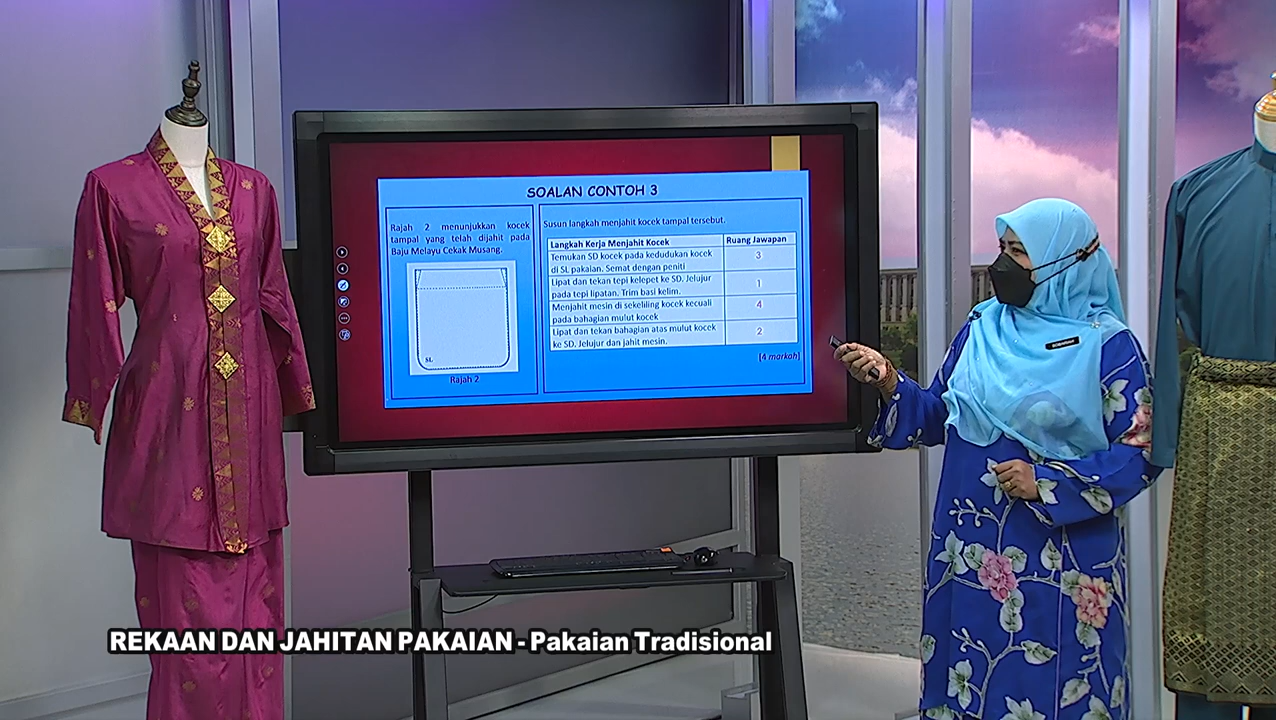 SOALAN CONTOH 3
Rajah 2 menunjukkan kocek
tampal yang telah dijahit pada
Baju Melayu Cekak Musang.
SL
Rajah 2
Susun langkah menjahit kocek tampal tersebut.
Langkah Kerja Menjahit Kocek Ruang Jawapan
Temukan SD kocek pada kedudukan kocek
di SL pakaian. Semat dengan peniti
3
Lipat dan tekan tepi kelepet ke SD. Jelujur
pada tepi lipatan. Trim basi kelim.
1
Menjahit mesin di sekeliling kocek kecuali
pada bahagian mulut kocek
4
Lipat dan tekan bahagian atas mulut kocek
ke SD. Jelujur dan jahit mesin.
2
[4 markah]
REKAAN DAN JAHITAN PAKAIAN - Pakaian Tradisional